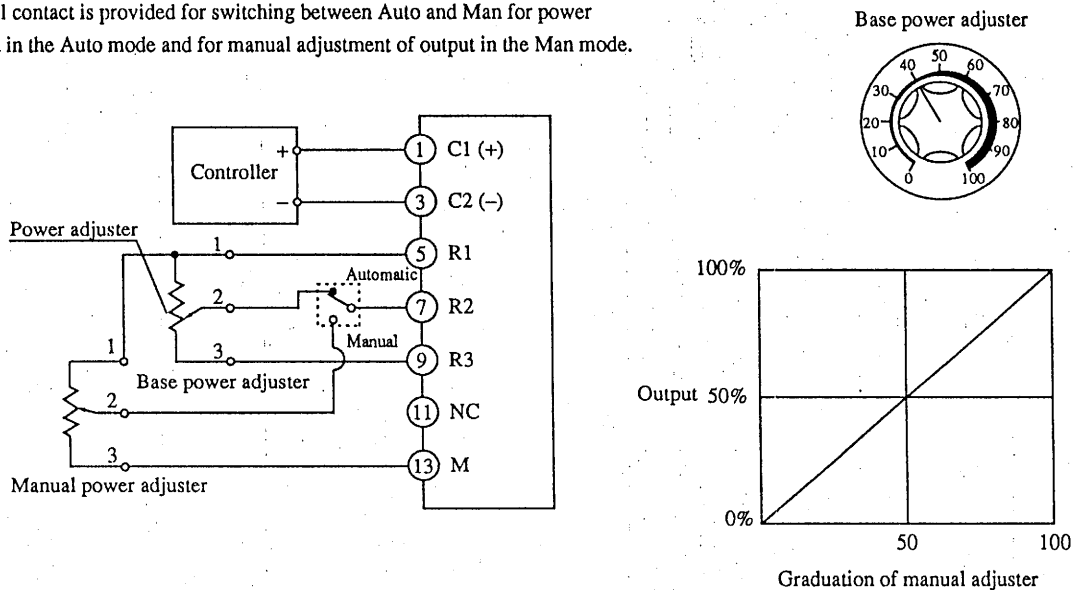 l contact is provided for switching between Auto and Man for power
in the Auto mode and for manual adjustment of output in the Man mode.
Base power adjuster
0 10 20 30 40 50 60 70 80 90 100
Controller
+
−
1 C1 (+)
3 C2 (−)
Power adjuster
1
5 R1
Automatic
2
7 R2
Manual
3
9 R3
1
Base power adjuster
2
11 NC
3
13 M
Manual power adjuster
100%
Output 50%
0%
50 100
Graduation of manual adjuster